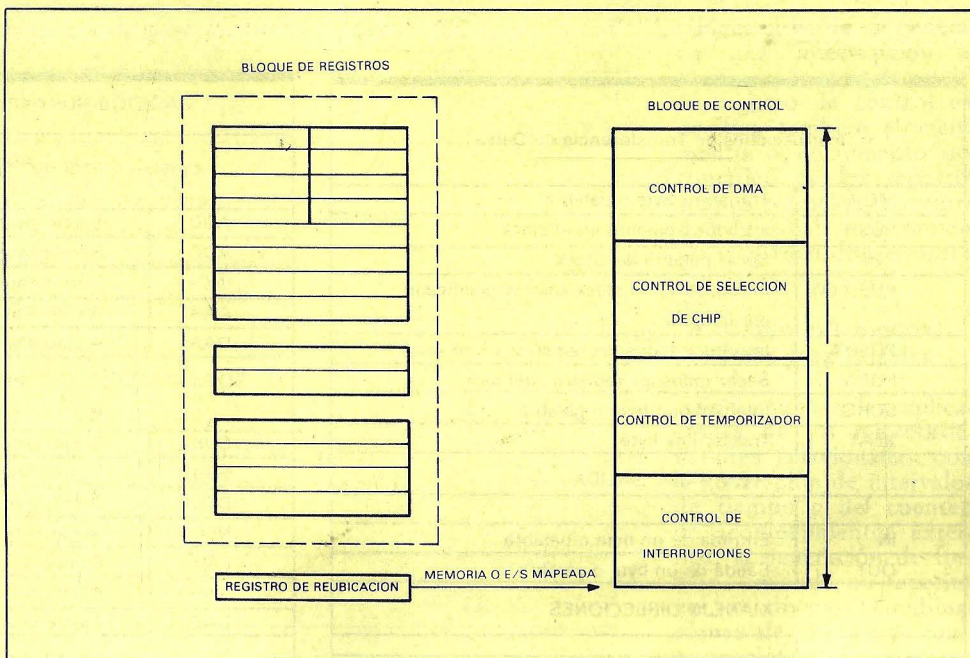 BLOQUE DE REGISTROS
BLOQUE DE CONTROL
CONTROL DE DMA
CONTROL DE SELECCION
DE CHIP
CONTROL DE TEMPORIZADOR
CONTROL DE
INTERRUPCIONES
REGISTRO DE REUBICACION
MEMORIA O E/S MAPEADA